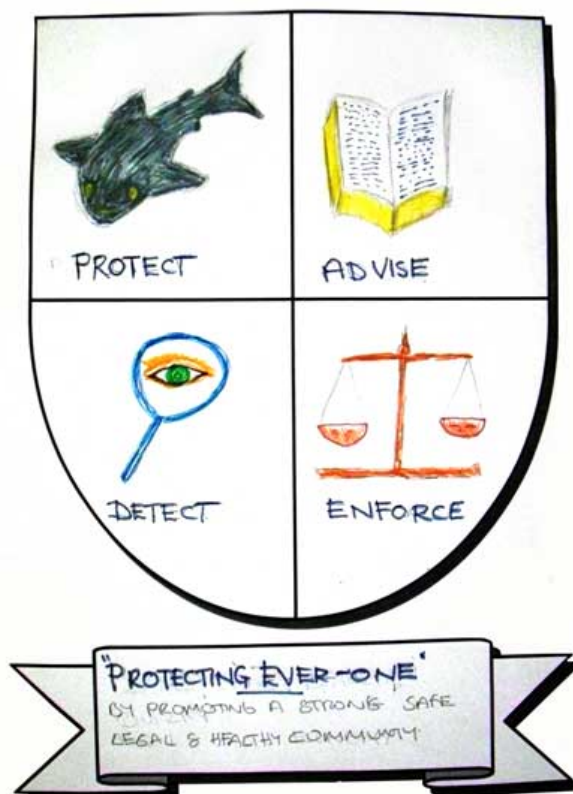 PROTECT
ADVISE
DETECT
ENFORCE
"PROTECTING EVER-ONE"
BY PROMOTING A STRONG SAFE
LEGAL & HEALTHY COMMUNITY